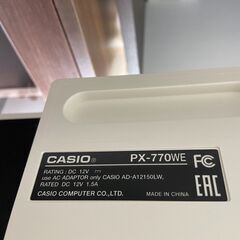 CASIO® PX-770WE
RATING : DC 12V ⎓
use AC ADAPTOR only CASIO AD-A12150LW,
RATED DC 12V 1.5A
CASIO COMPUTER CO.,LTD. MADE IN CHINA
FC
EAC